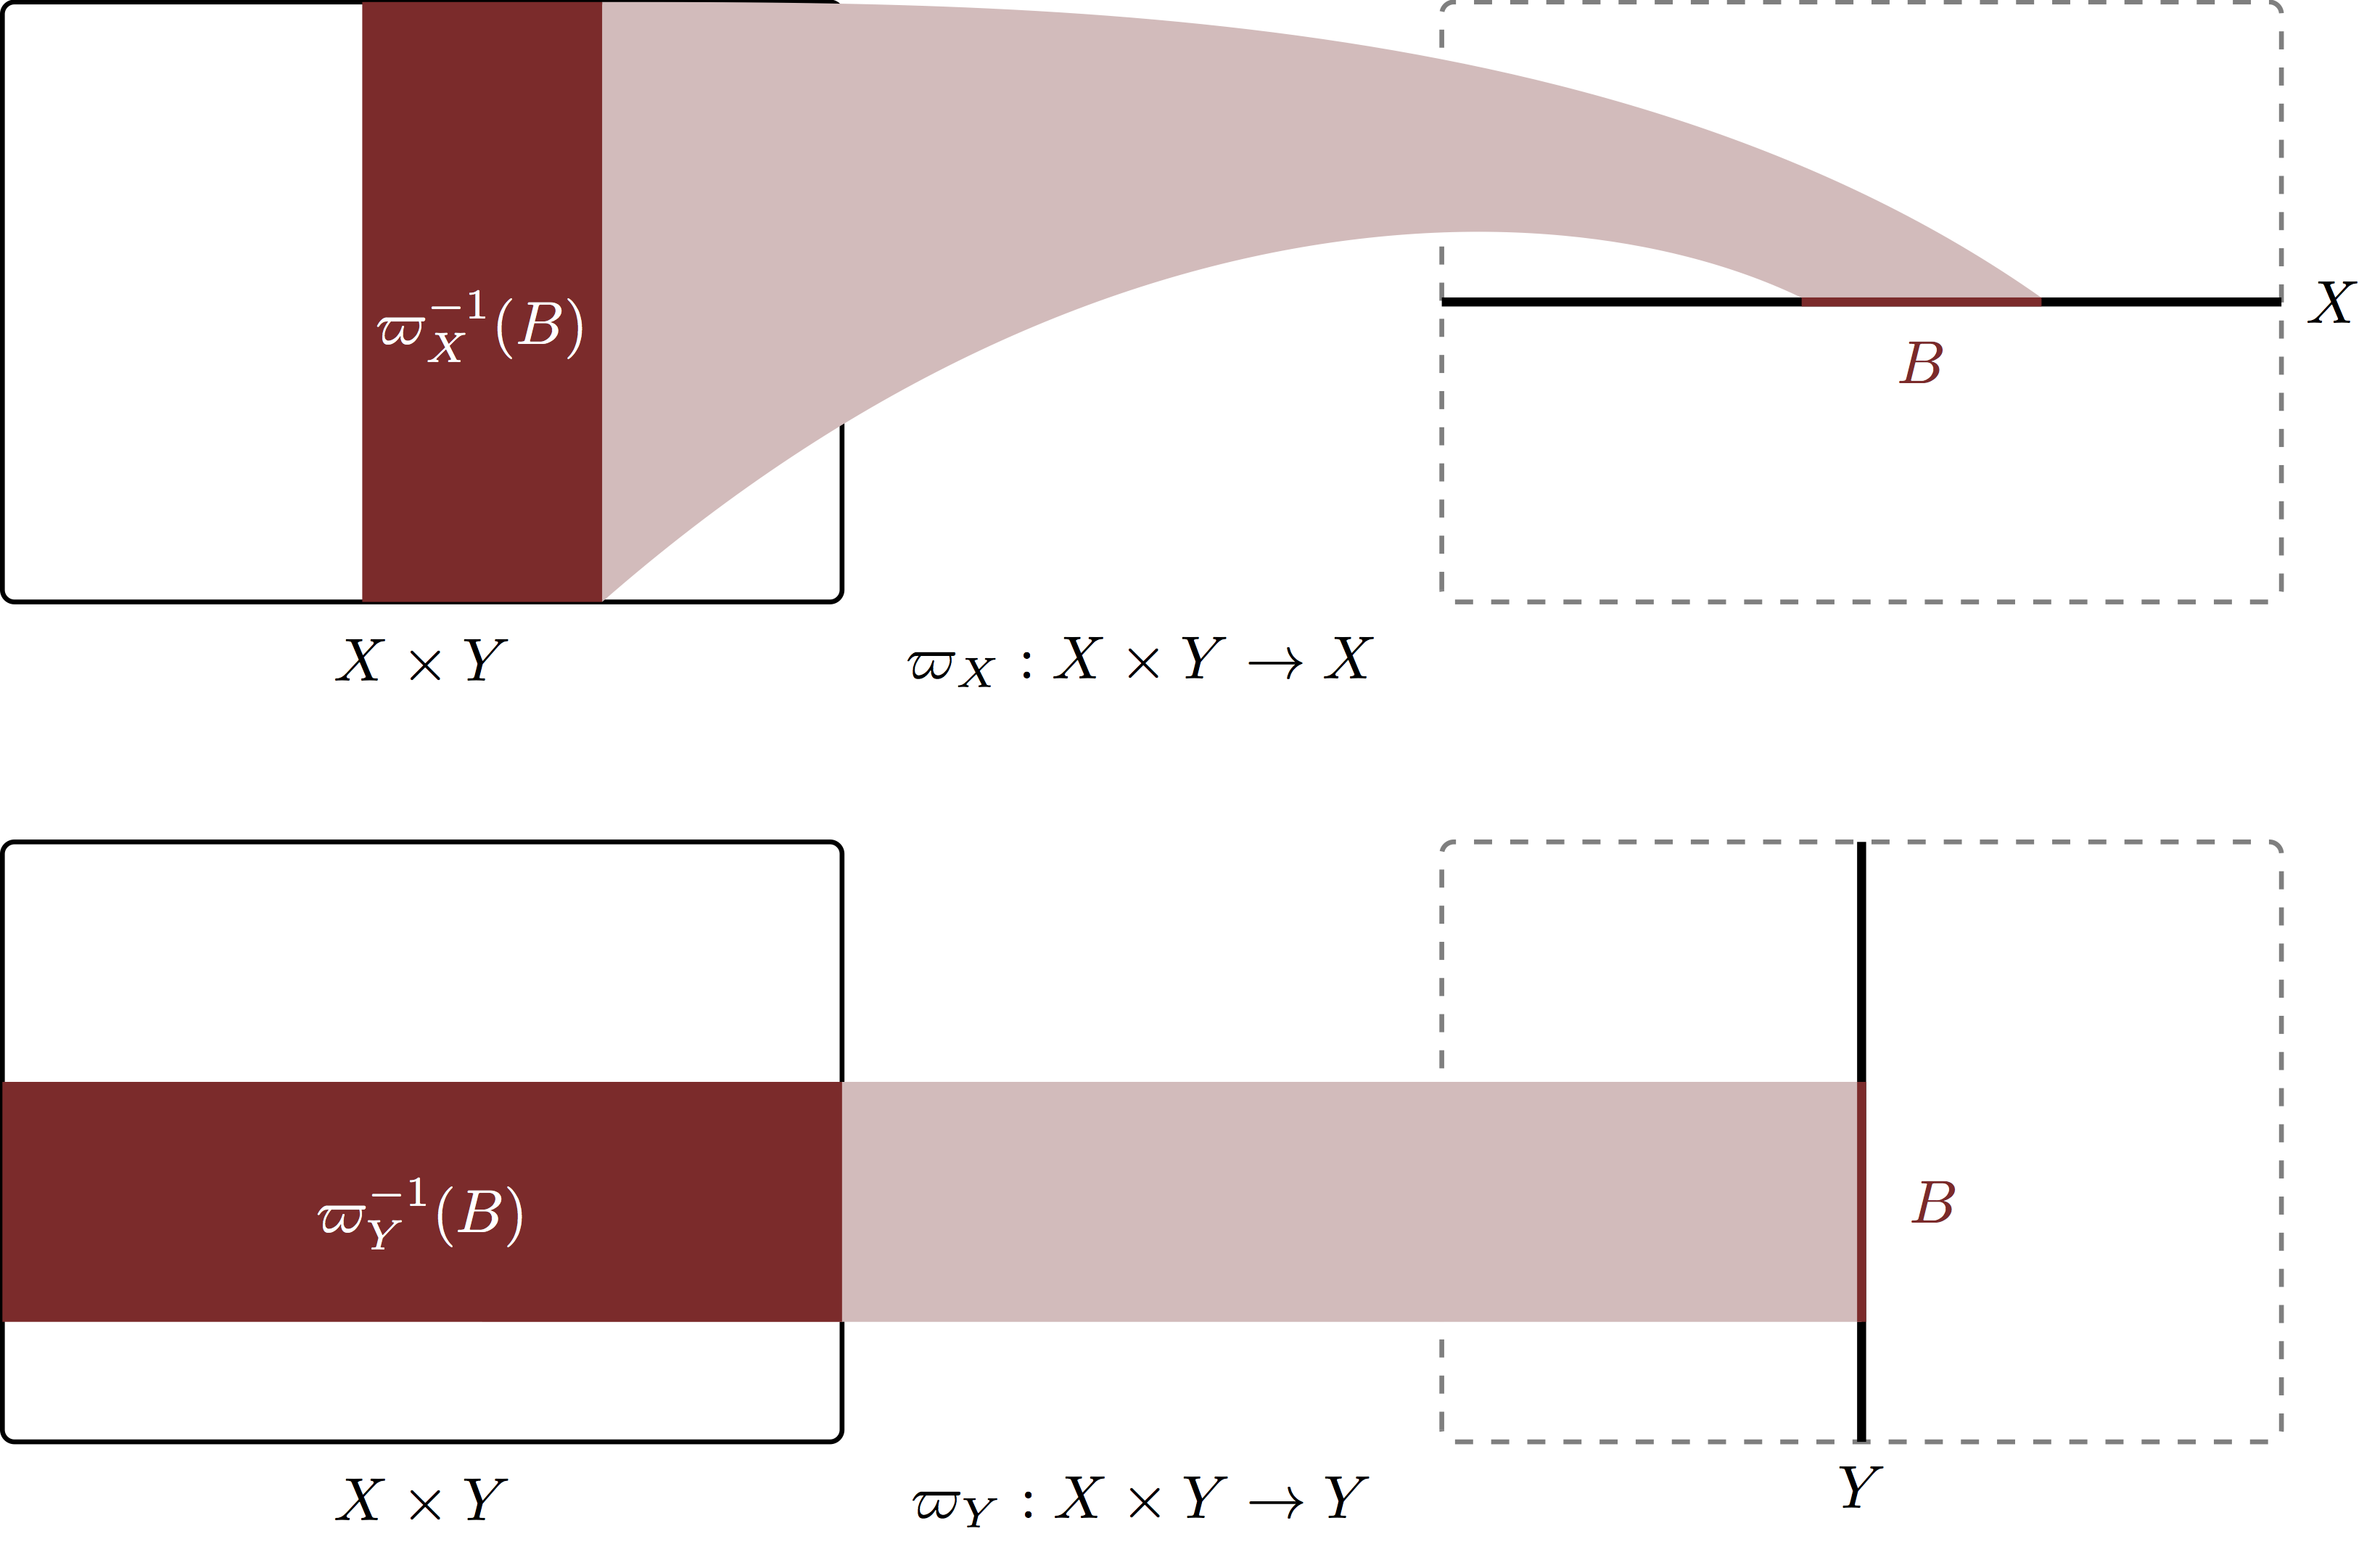 ϖ_X^{-1}(B)
X
B
X × Y
ϖ_X : X × Y → X
ϖ_Y^{-1}(B)
B
X × Y
ϖ_Y : X × Y → Y
Y